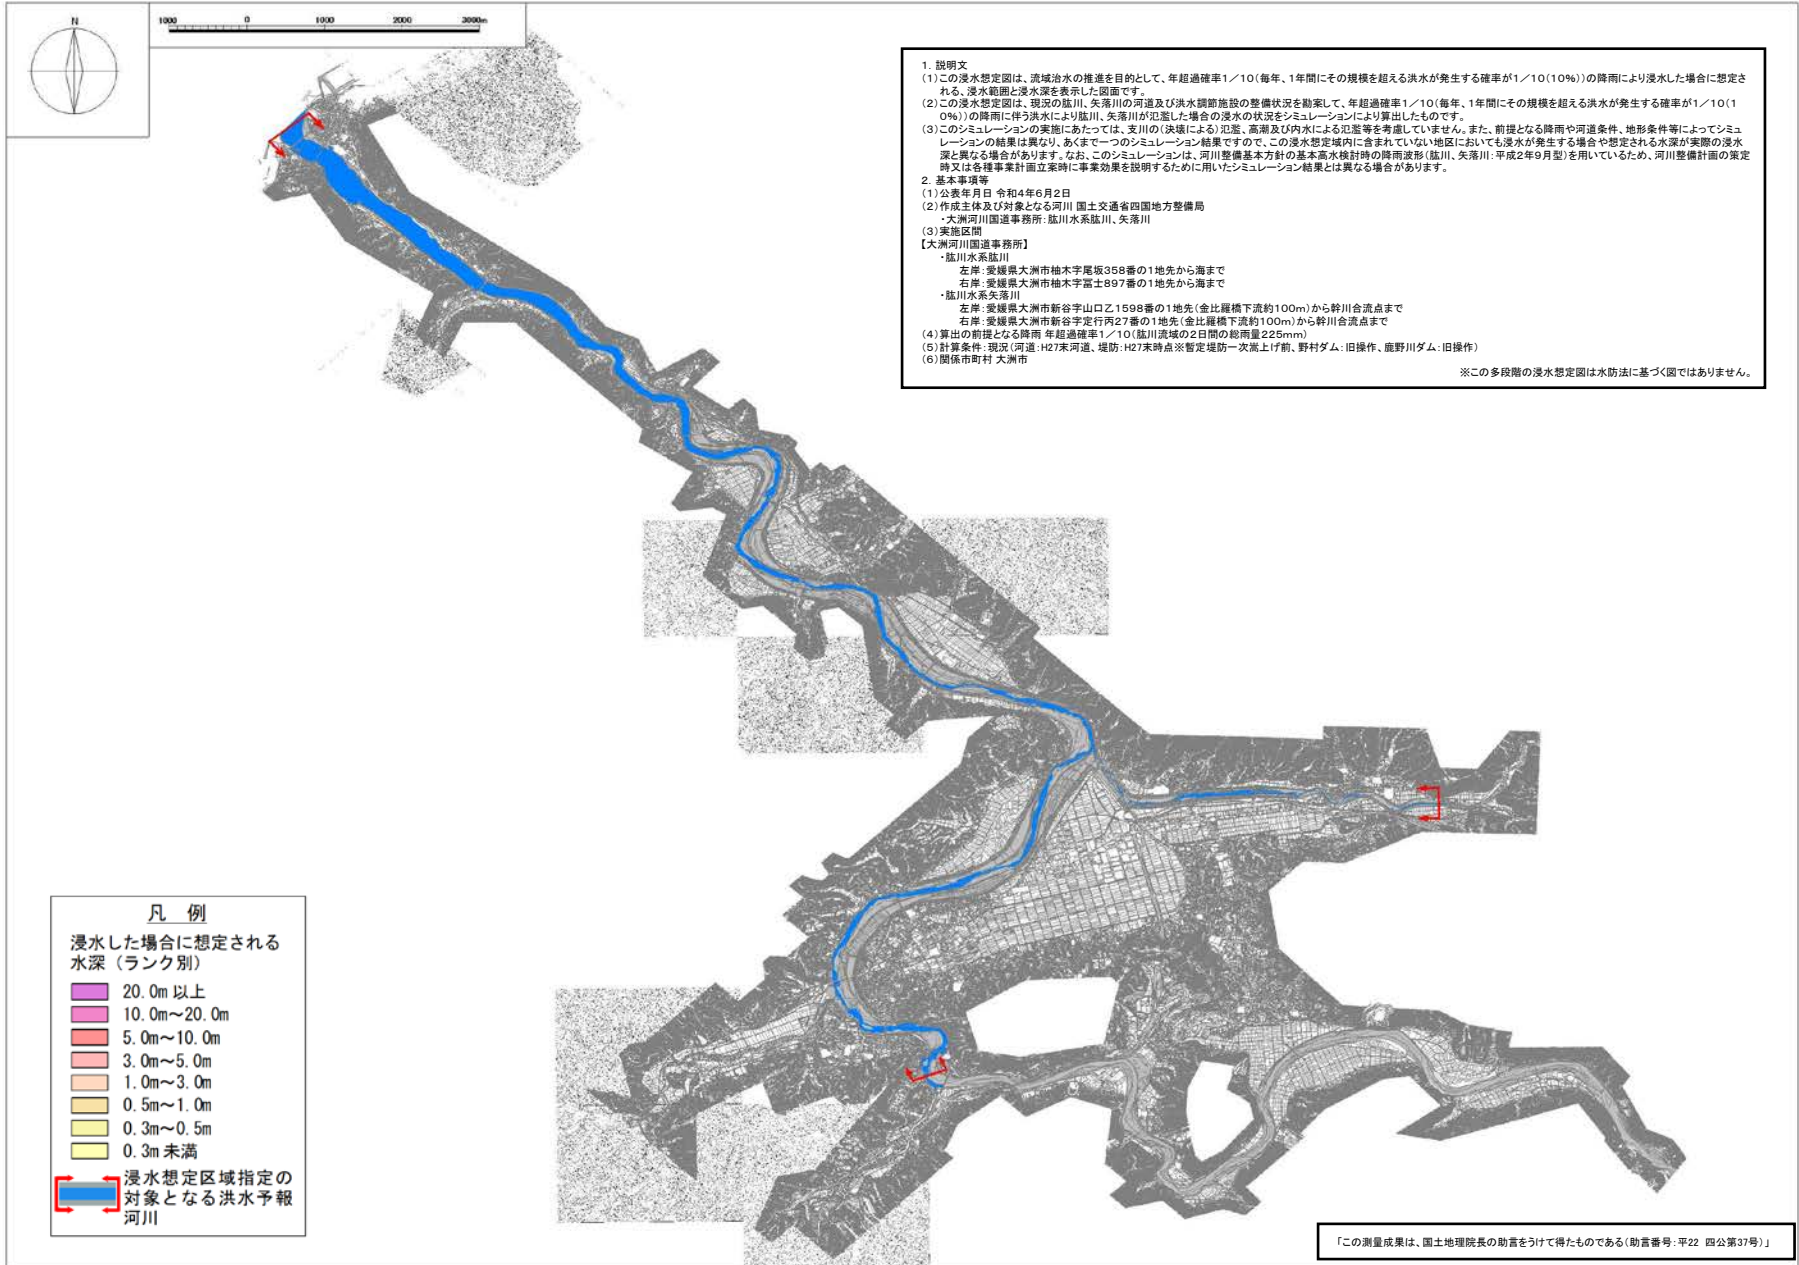 N
1000 0 1000 2000 3000m
1. 説明文
(1)この浸水想定図は、流域治水の推進を目的として、年超過確率1/10(毎年、1年間にその規模を超える洪水が発生する確率が1/10(10%))の降雨により浸水した場合に想定さ
れる、浸水範囲と浸水深を表示した図面です。
(2)この浸水想定図は、現況の肱川、矢落川の河道及び洪水調節施設の整備状況を勘案して、年超過確率1/10(毎年、1年間にその規模を超える洪水が発生する確率が1/10(1
0%))の降雨に伴う洪水により肱川、矢落川が氾濫した場合の浸水の状況をシミュレーションにより算出したものです。
(3)このシミュレーションの実施にあたっては、支川の(決壊による)氾濫、高潮及び内水による氾濫等を考慮していません。また、前提となる降雨や河道条件、地形条件等によってシミュ
レーションの結果は異なり、あくまで一つのシミュレーション結果ですので、この浸水想定域内に含まれていない地区においても浸水が発生する場合や想定される水深が実際の浸水
深と異なる場合があります。なお、このシミュレーションは、河川整備基本方針の基本高水検討時の降雨波形(肱川、矢落川:平成2年9月型)を用いているため、河川整備計画の策定
時又は各種事業計画立案時に事業効果を説明するために用いたシミュレーション結果とは異なる場合があります。
2. 基本事項等
(1)公表年月日 令和4年6月2日
(2)作成主体及び対象となる河川 国土交通省四国地方整備局
・大洲河川国道事務所:肱川水系肱川、矢落川
(3)実施区間
【大洲河川国道事務所】
・肱川水系肱川
左岸:愛媛県大洲市柚木字尾坂358番の1地先から海まで
右岸:愛媛県大洲市柚木字冨士897番の1地先から海まで
・肱川水系矢落川
左岸:愛媛県大洲市新谷字山口乙1598番の1地先(金比羅橋下流約100m)から幹川合流点まで
右岸:愛媛県大洲市新谷字定行丙27番の1地先(金比羅橋下流約100m)から幹川合流点まで
(4)算出の前提となる降雨 年超過確率1/10(肱川流域の2日間の総雨量225mm)
(5)計算条件:現況(河道:H27末河道、堤防:H27末時点※暫定堤防一次嵩上げ前、野村ダム:旧操作、鹿野川ダム:旧操作)
(6)関係市町村 大洲市
※この多段階の浸水想定図は水防法に基づく図ではありません。
凡 例
浸水した場合に想定される
水深(ランク別)
20.0m 以上
10.0m~20.0m
5.0m~10.0m
3.0m~5.0m
1.0m~3.0m
0.5m~1.0m
0.3m~0.5m
0.3m 未満
浸水想定区域指定の
対象となる洪水予報
河川
「この測量成果は、国土地理院長の助言をうけて得たものである(助言番号:平22 四公第37号)」